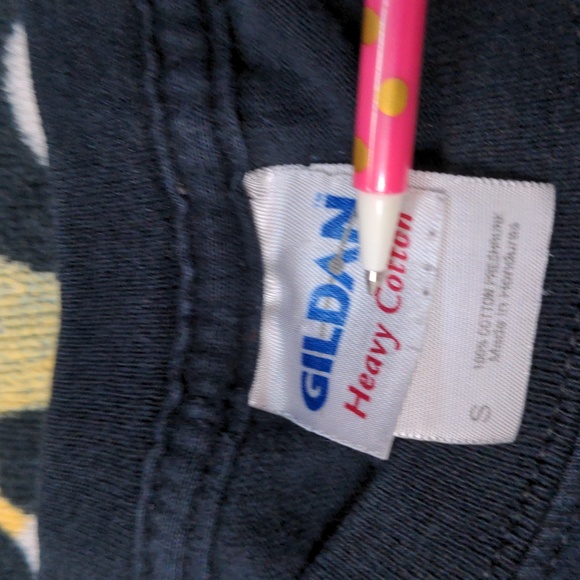 GILDAN
Heavy Cotton
100% COTTON PRESHRUNK
Made in Honduras
S